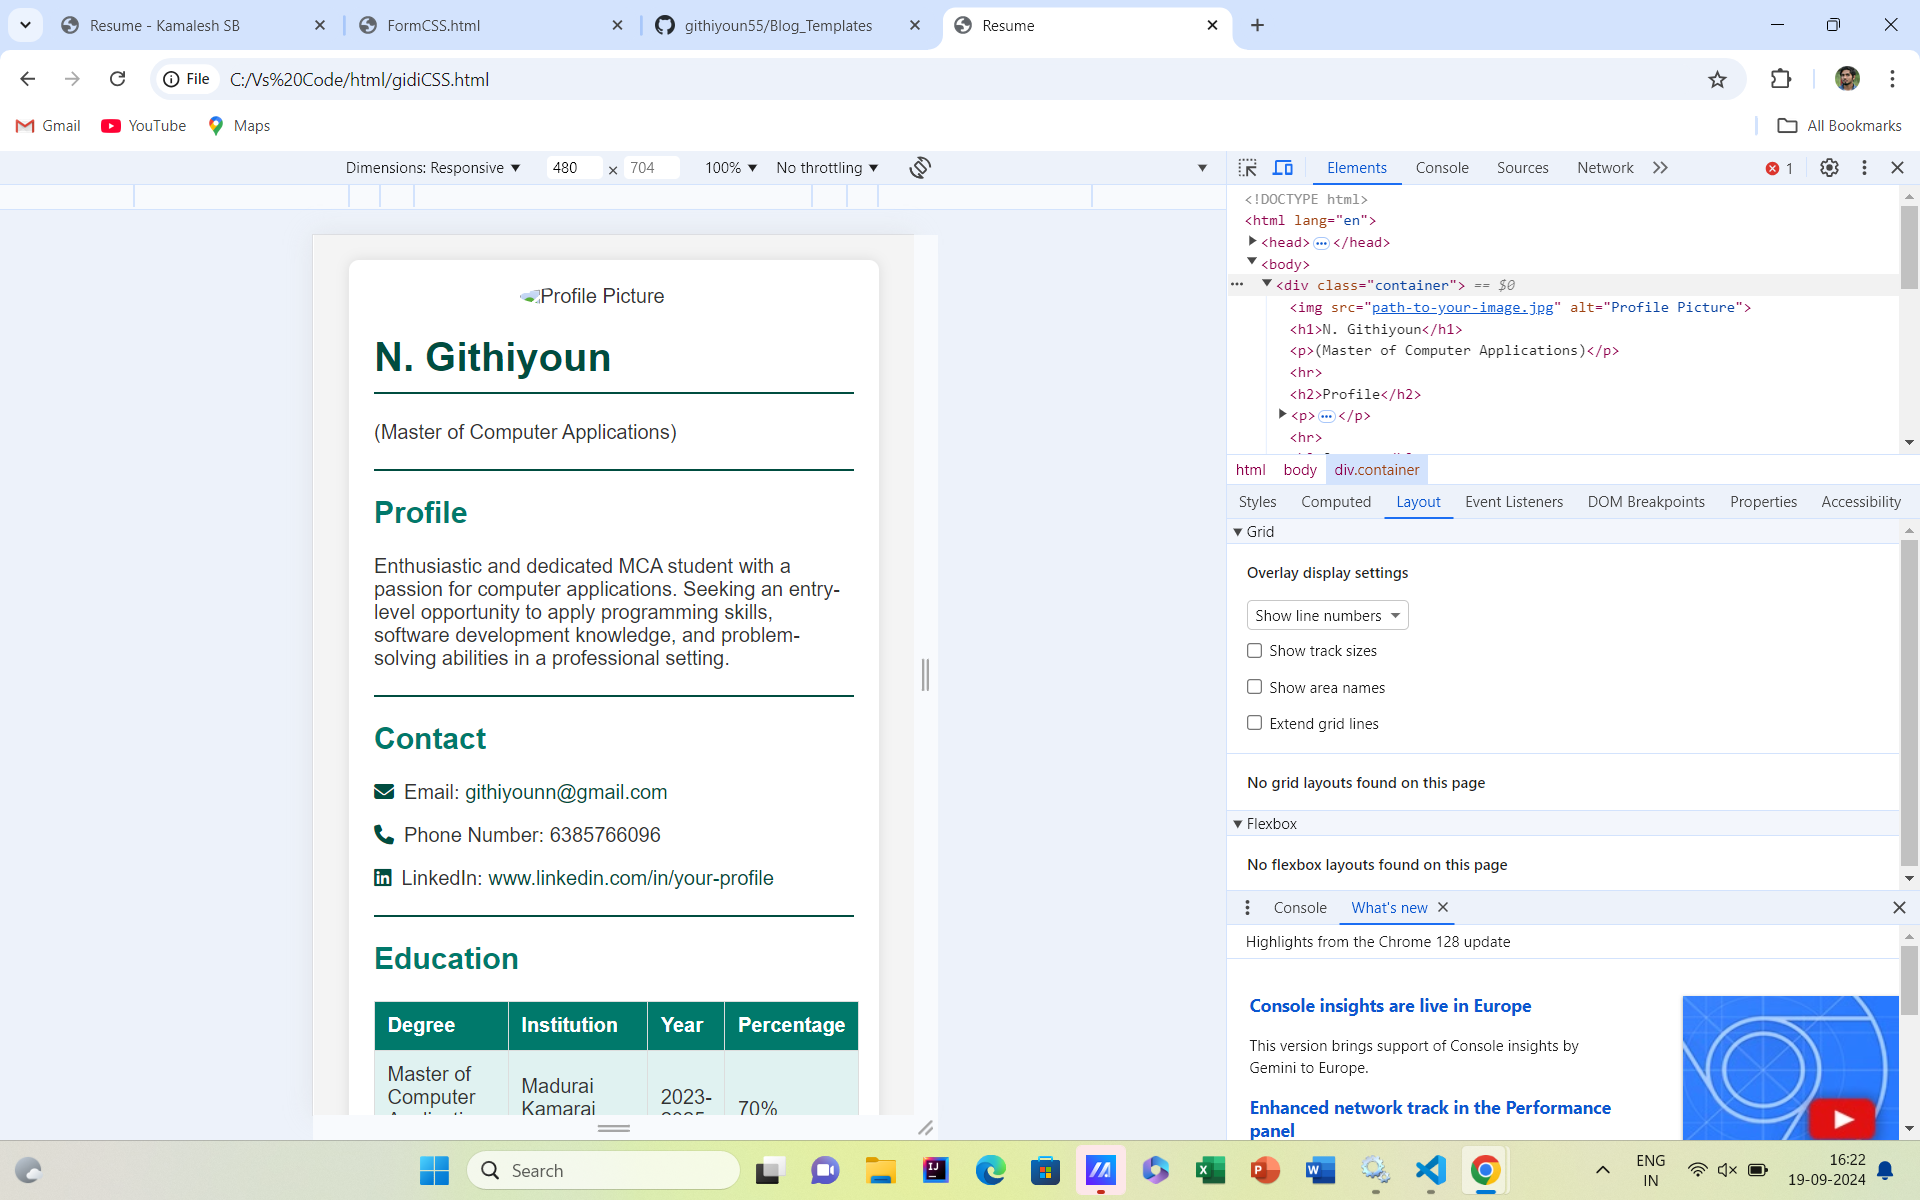 Resume - Kamalesh SB
FormCSS.html
githiyoun55/Blog_Templates
Resume
File
C:/Vs%20Code/html/gidiCSS.html
Gmail
YouTube
Maps
All Bookmarks
Dimensions: Responsive
480 × 704
100%
No throttling
Profile Picture
N. Githiyoun
(Master of Computer Applications)
Profile
Enthusiastic and dedicated MCA student with a
passion for computer applications. Seeking an entry-
level opportunity to apply programming skills,
software development knowledge, and problem-
solving abilities in a professional setting.
Contact
Email: githiyounn@gmail.com
Phone Number: 6385766096
LinkedIn: www.linkedin.com/in/your-profile
Education
Degree Institution Year Percentage
Master of
Computer
Madurai
Kamaraj
2023-
70%
Elements
Console
Sources
Network
1
<!DOCTYPE html>
<html lang="en">
<head> ••• </head>
<body>
<div class="container"> == $0
<img src="path-to-your-image.jpg" alt="Profile Picture">
<h1>N. Githiyoun</h1>
<p>(Master of Computer Applications)</p>
<hr>
<h2>Profile</h2>
<p> ••• </p>
<hr>
html body div.container
Styles Computed Layout Event Listeners DOM Breakpoints Properties Accessibility
Grid
Overlay display settings
Show line numbers
Show track sizes
Show area names
Extend grid lines
No grid layouts found on this page
Flexbox
No flexbox layouts found on this page
Console What's new
Highlights from the Chrome 128 update
Console insights are live in Europe
This version brings support of Console insights by
Gemini to Europe.
Enhanced network track in the Performance
panel
Search
ENG
IN
16:22
19-09-2024